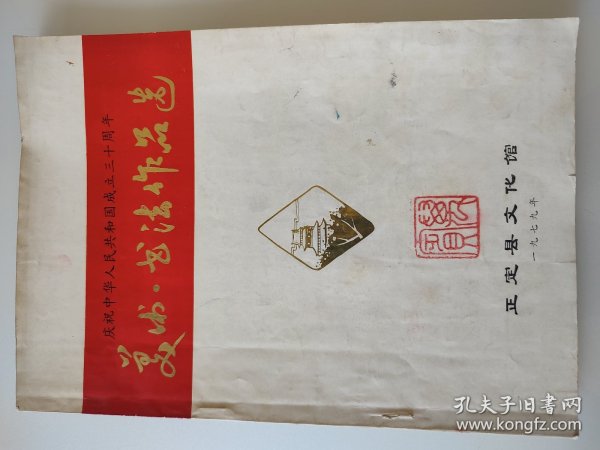 庆祝中华人民共和国成立三十周年
美术·书法作品选
正定县文化馆
一九七九年
孔夫子旧书网
www.kongfz.com